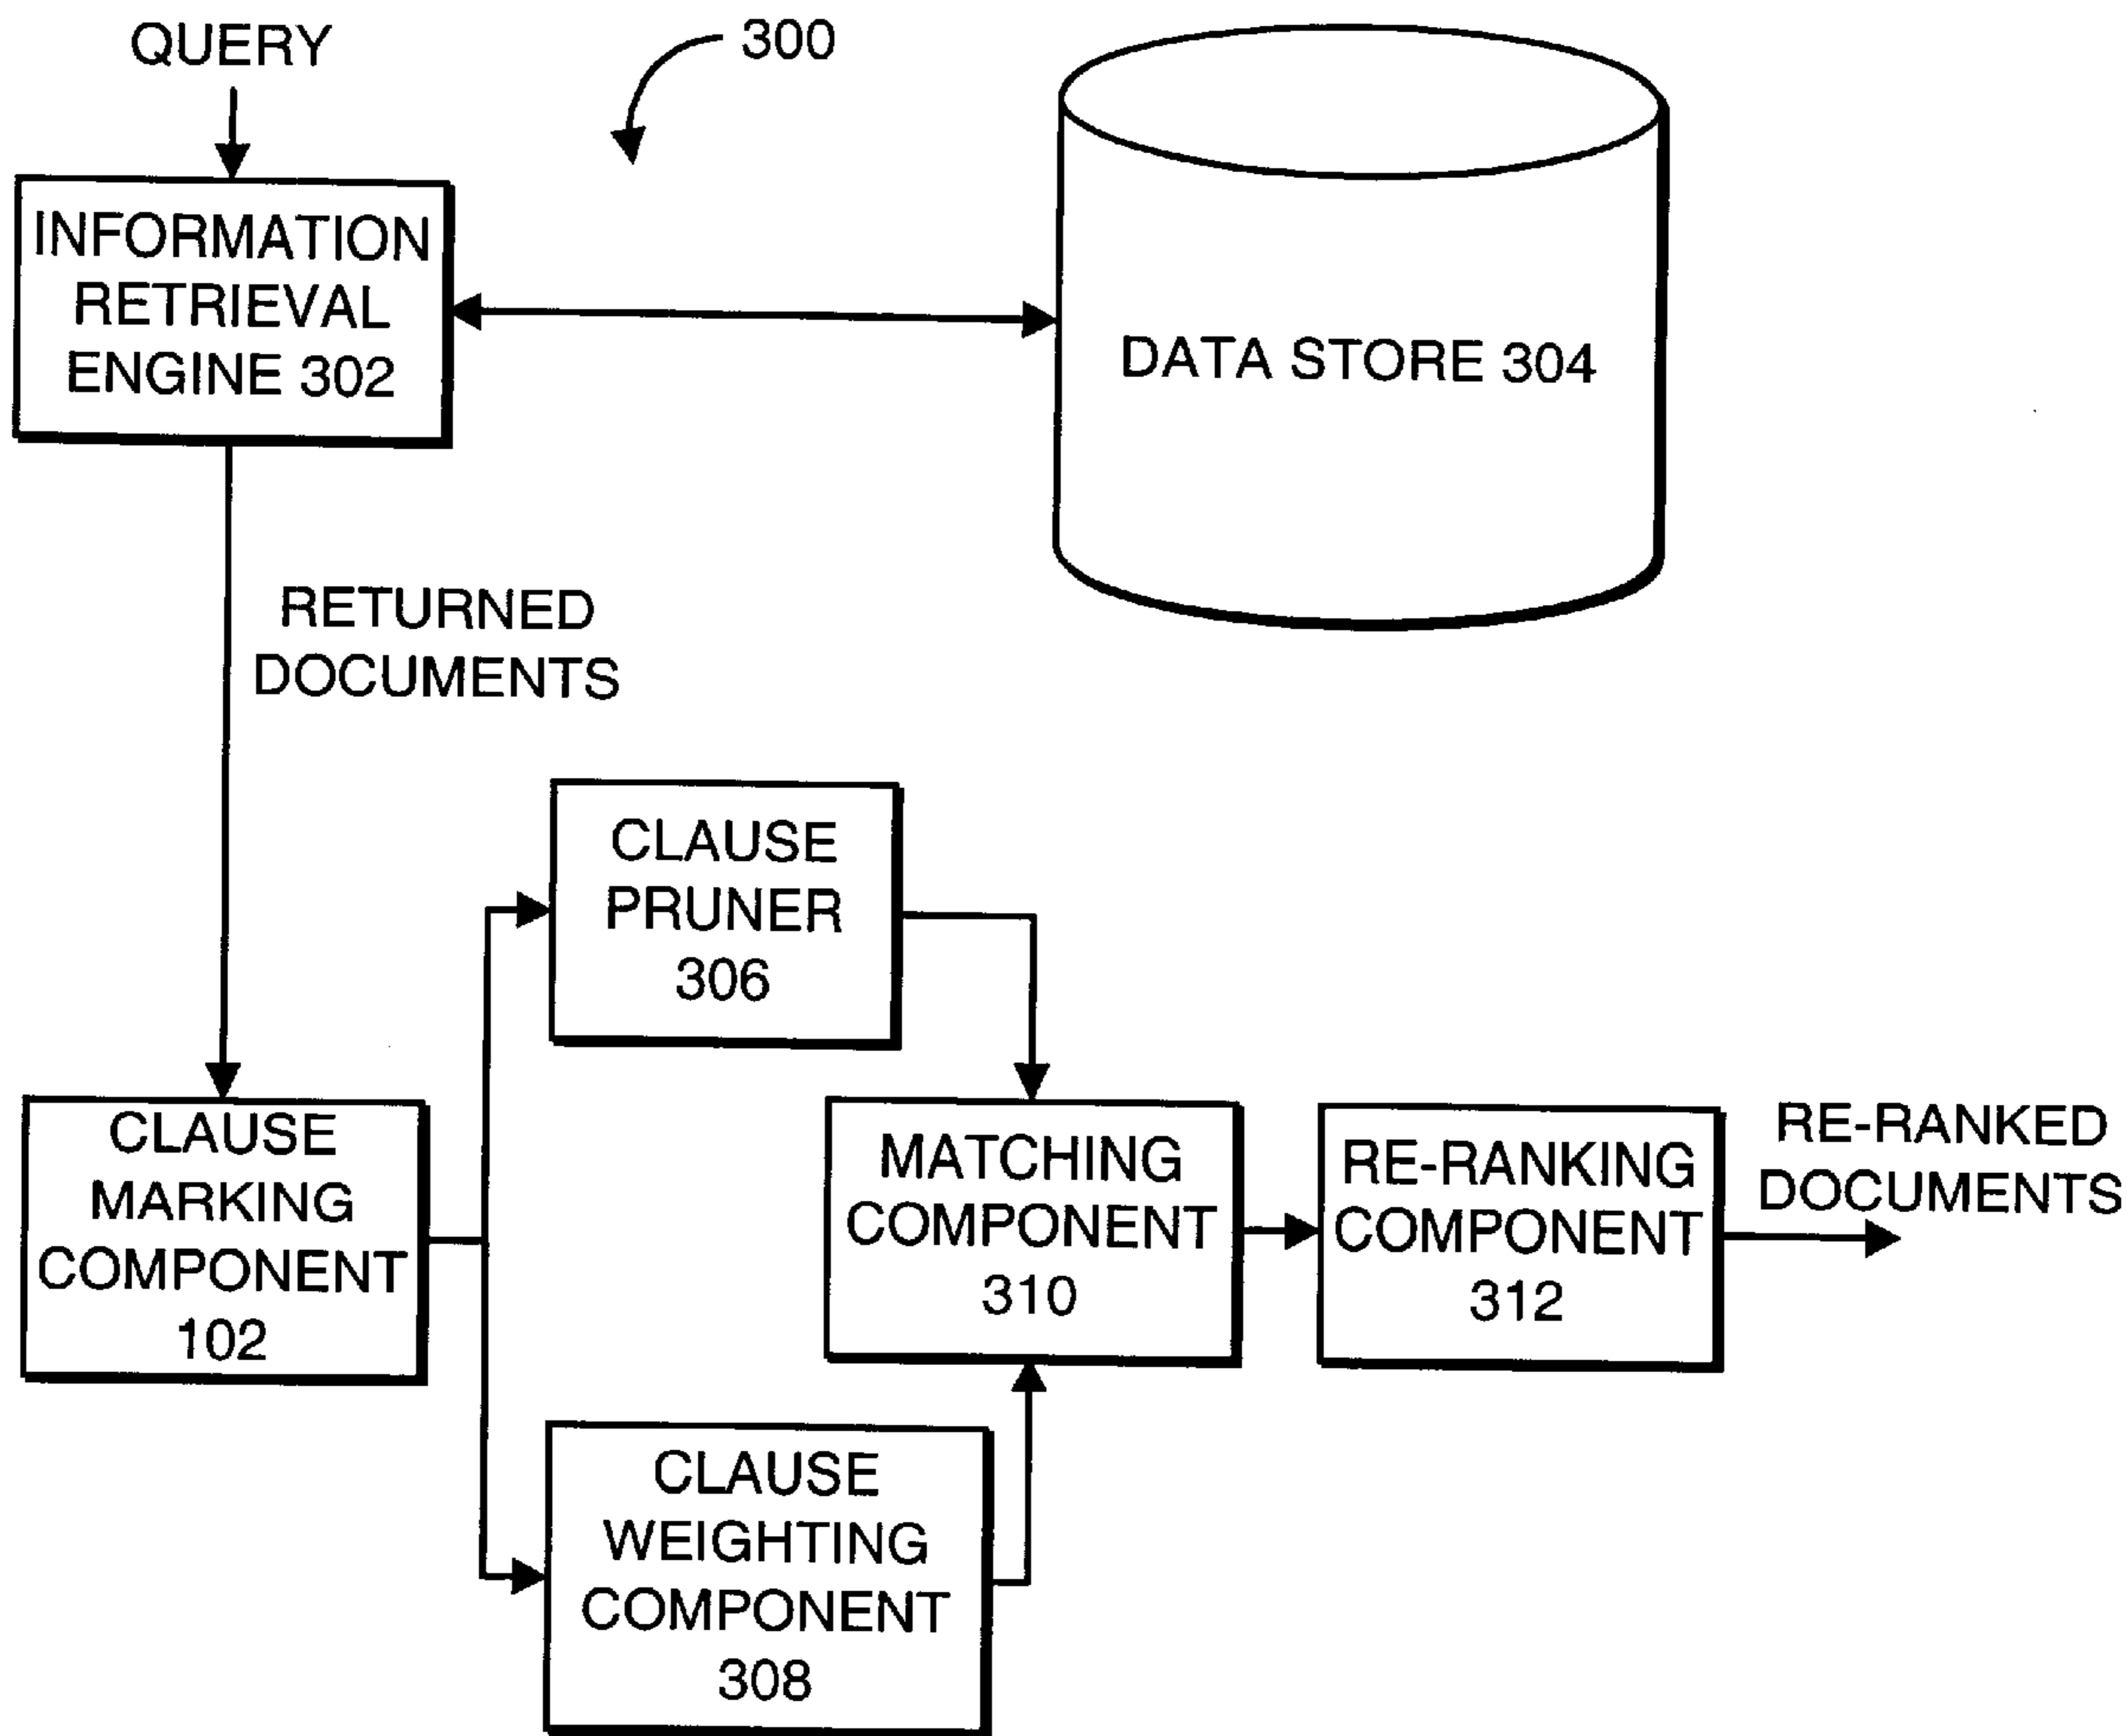 QUERY
300
INFORMATION
RETRIEVAL
ENGINE 302
DATA STORE 304
RETURNED
DOCUMENTS
CLAUSE
PRUNER
306
CLAUSE
MARKING
COMPONENT
102
MATCHING
COMPONENT
310
RE-RANKING
COMPONENT
312
RE-RANKED
DOCUMENTS
CLAUSE
WEIGHTING
COMPONENT
308